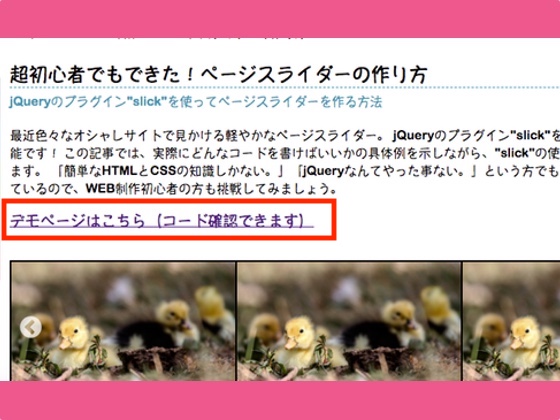 超初心者でもできた！ページスライダーの作り方
jQueryのプラグイン"slick"を使ってページスライダーを作る方法
最近色々なオシャしサイトで見かける軽やかなページスライダー。 jQueryのプラグイン"slick"を
能です！ この記事では、実際にどんなコードを書けばいいかの具体例を示しながら、"slick"の使
ます。 「簡単なHTMLとCSSの知識しかない。」「jQueryなんてやった事ない。」という方でも
ているので、WEB制作初心者の方も挑戦してみましょう。
デモページはこちら（コード確認できます）